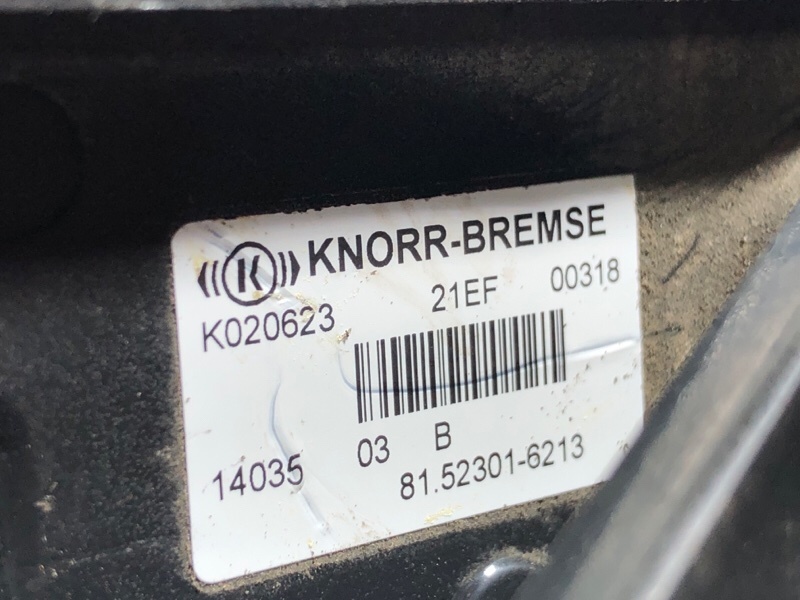 K KNORR-BREMSE
K020623 21EF 00318
14035 03 B
81.52301-6213